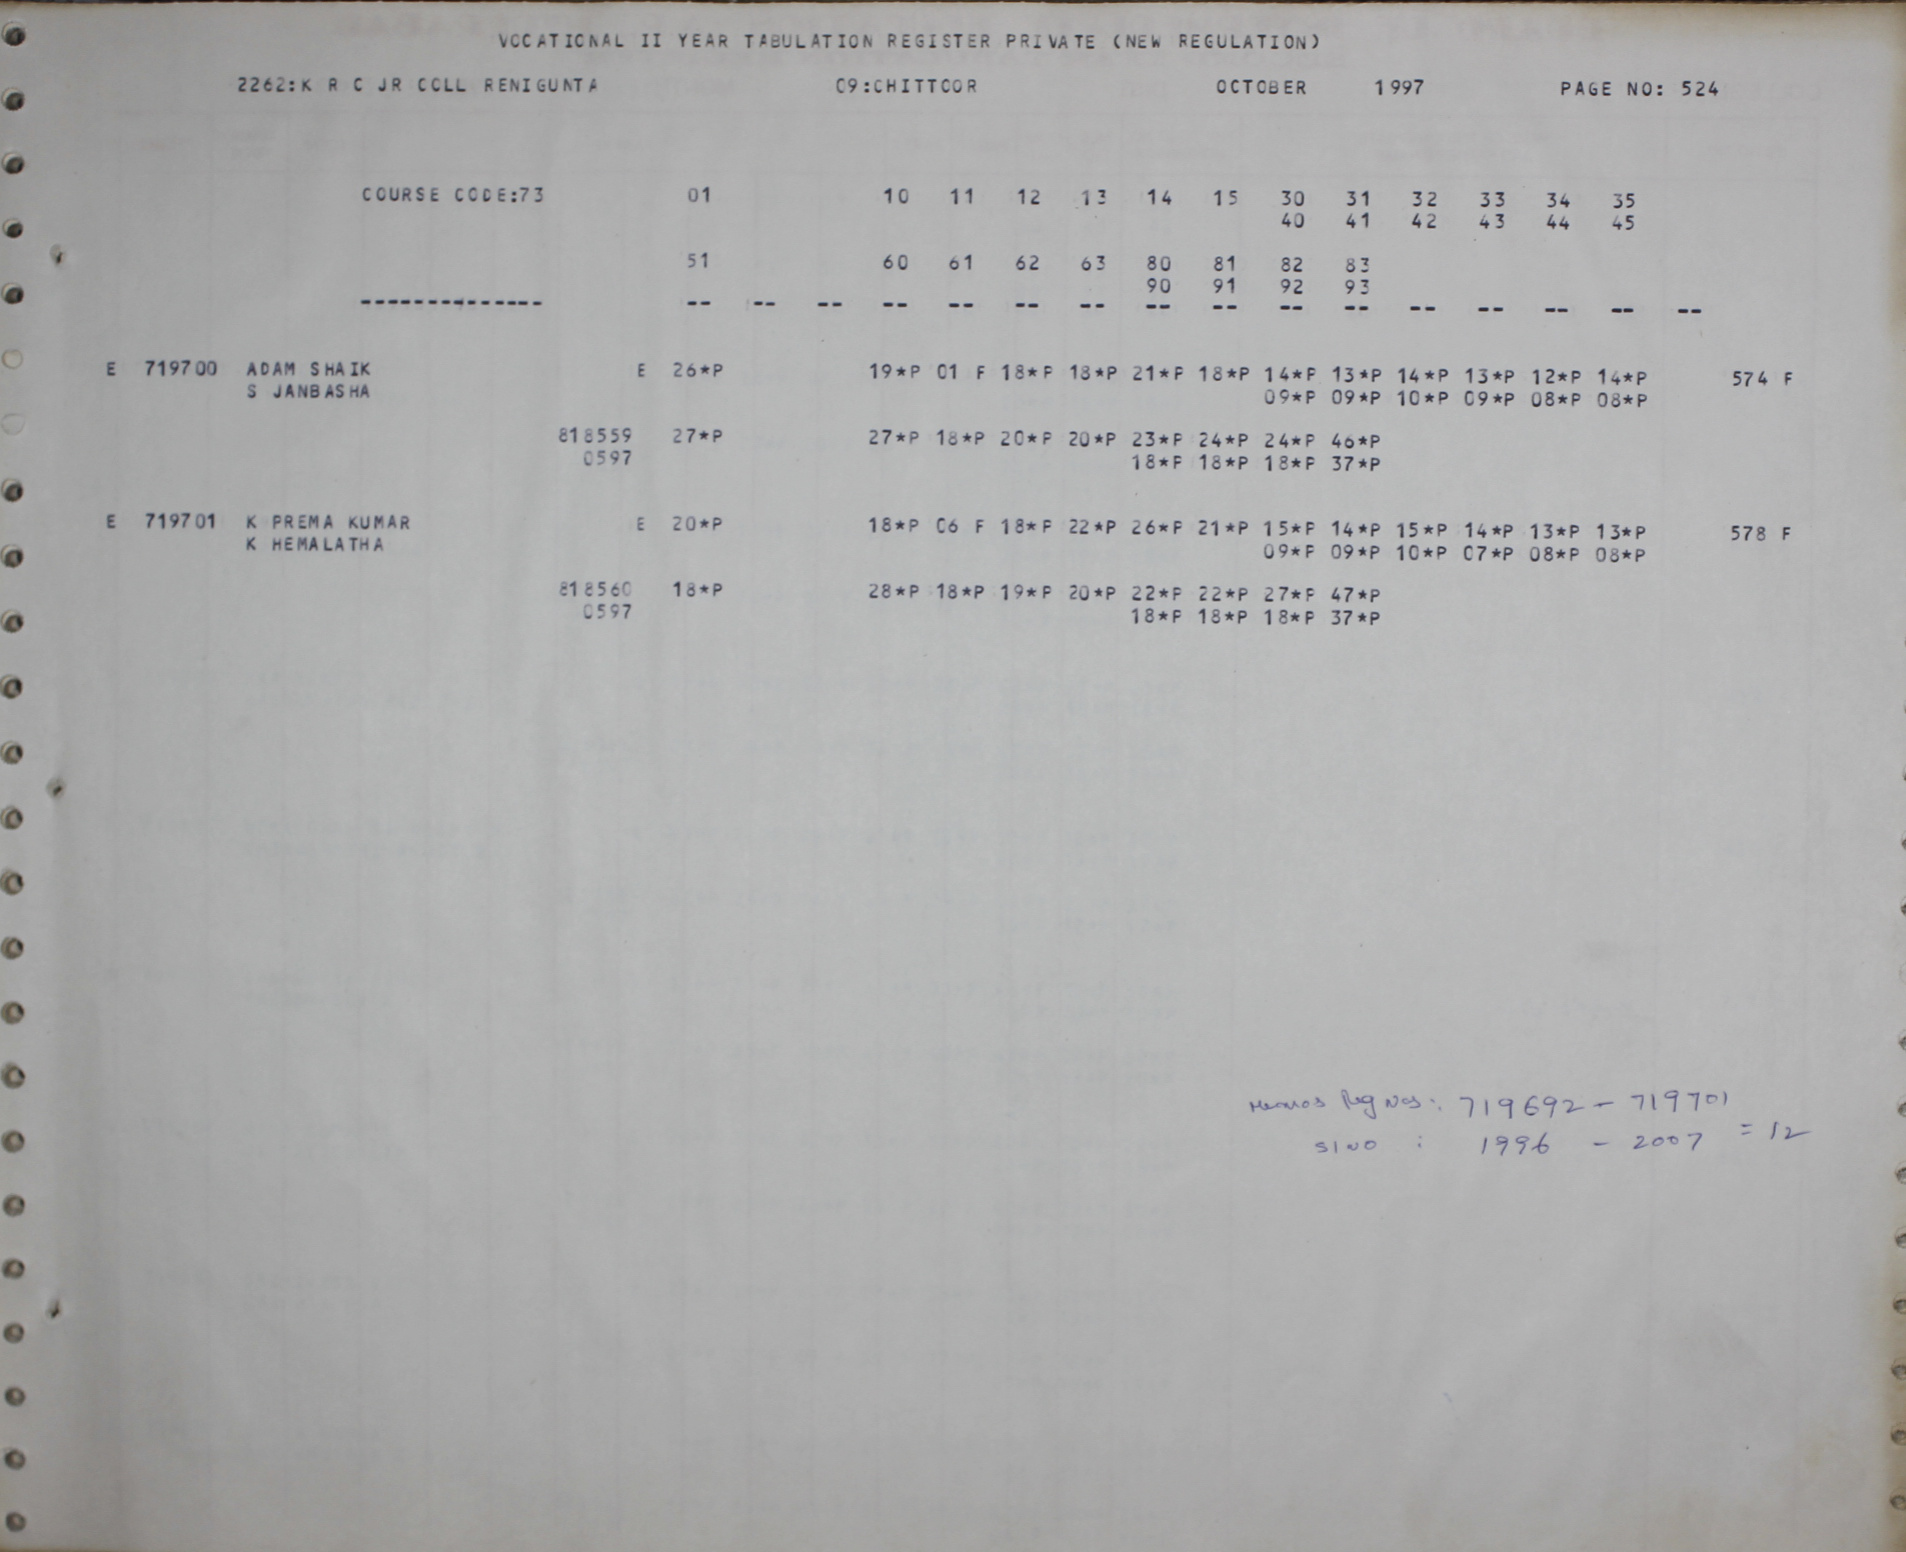 VOCATIONAL II YEAR TABULATION REGISTER PRIVATE (NEW REGULATION)
2262:K R C JR COLL RENIGUNTA 09:CHITTOOR OCTOBER 1997 PAGE NO: 524
COURSE CODE:73 01 10 11 12 13 14 15 30 31 32 33 34 35
40 41 42 43 44 45
51 60 61 62 63 80 81 82 83
90 91 92 93
-------------- -- -- -- -- -- -- -- -- -- -- -- -- -- -- -- --
E 719700 ADAM SHAIK E 26*P 19*P 01 F 18*P 18*P 21*P 18*P 14*P 13*P 14*P 13*P 12*P 14*P 574 F
S JANBASHA 09*P 09*P 10*P 09*P 08*P 08*P
818559 27*P 27*P 18*P 20*P 20*P 23*P 24*P 24*P 46*P
0597 18*P 18*P 18*P 37*P
E 719701 K PREMA KUMAR E 20*P 18*P 06 F 18*P 22*P 26*P 21*P 15*P 14*P 15*P 14*P 13*P 13*P 578 F
K HEMALATHA 09*P 09*P 10*P 07*P 08*P 08*P
818560 18*P 28*P 18*P 19*P 20*P 22*P 22*P 27*P 47*P
0597 18*P 18*P 18*P 37*P
Reg Nos: 719692 - 719701
Sl No : 1996 - 2007 = 12